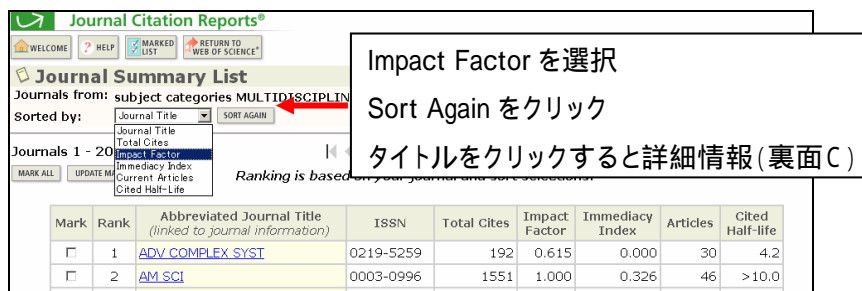 Journal Citation Reports®
WELCOME ? HELP MARKED LIST RETURN TO WEB OF SCIENCE®
Journal Summary List
Journals from: subject categories MULTIDISCIPLIN
Sorted by: Journal Title SORT AGAIN
Journal Title
Total Cites
Impact Factor
Immediacy Index
Current Articles
Cited Half-Life
Journals 1 - 20
MARK ALL UPDATE MA
Ranking is based on your journal and sort selections.
Impact Factor を選択
Sort Again をクリック
タイトルをクリックすると詳細情報(裏面C)
Mark Rank Abbreviated Journal Title (linked to journal information) ISSN Total Cites Impact Factor Immediacy Index Articles Cited Half-life
1 ADV COMPLEX SYST 0219-5259 192 0.615 0.000 30 4.2
2 AM SCI 0003-0996 1551 1.000 0.326 46 >10.0